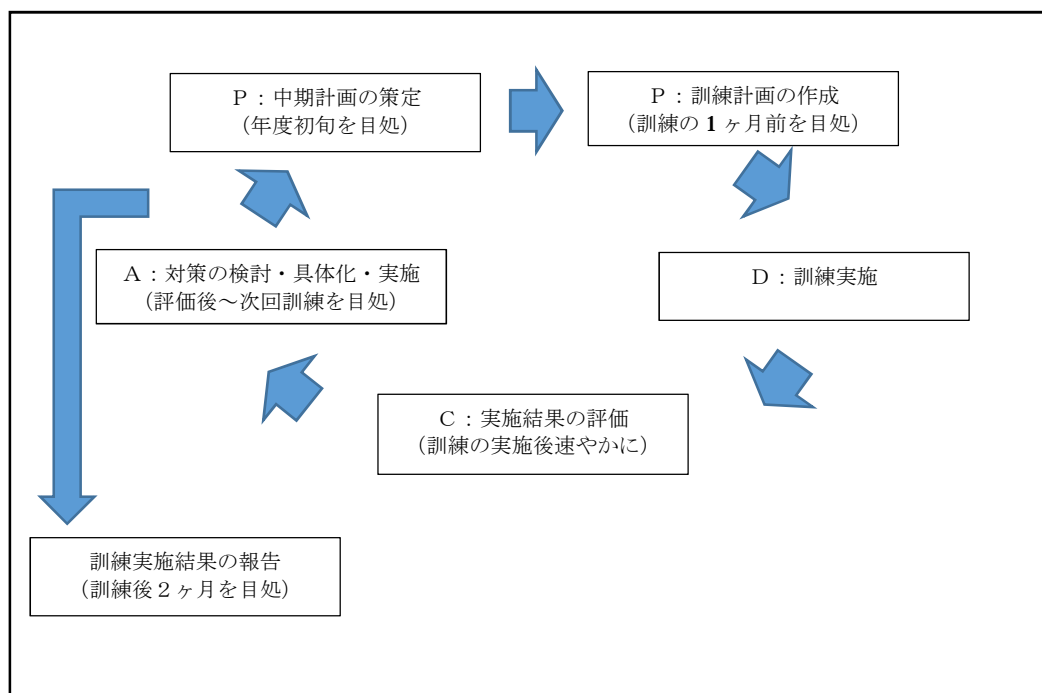 Ｐ：中期計画の策定
（年度初旬を目処）
Ｐ：訓練計画の作成
（訓練の 1 ヶ月前を目処）
Ａ：対策の検討・具体化・実施
（評価後～次回訓練を目処）
Ｄ：訓練実施
Ｃ：実施結果の評価
（訓練の実施後速やかに）
訓練実施結果の報告
（訓練後２ヶ月を目処）